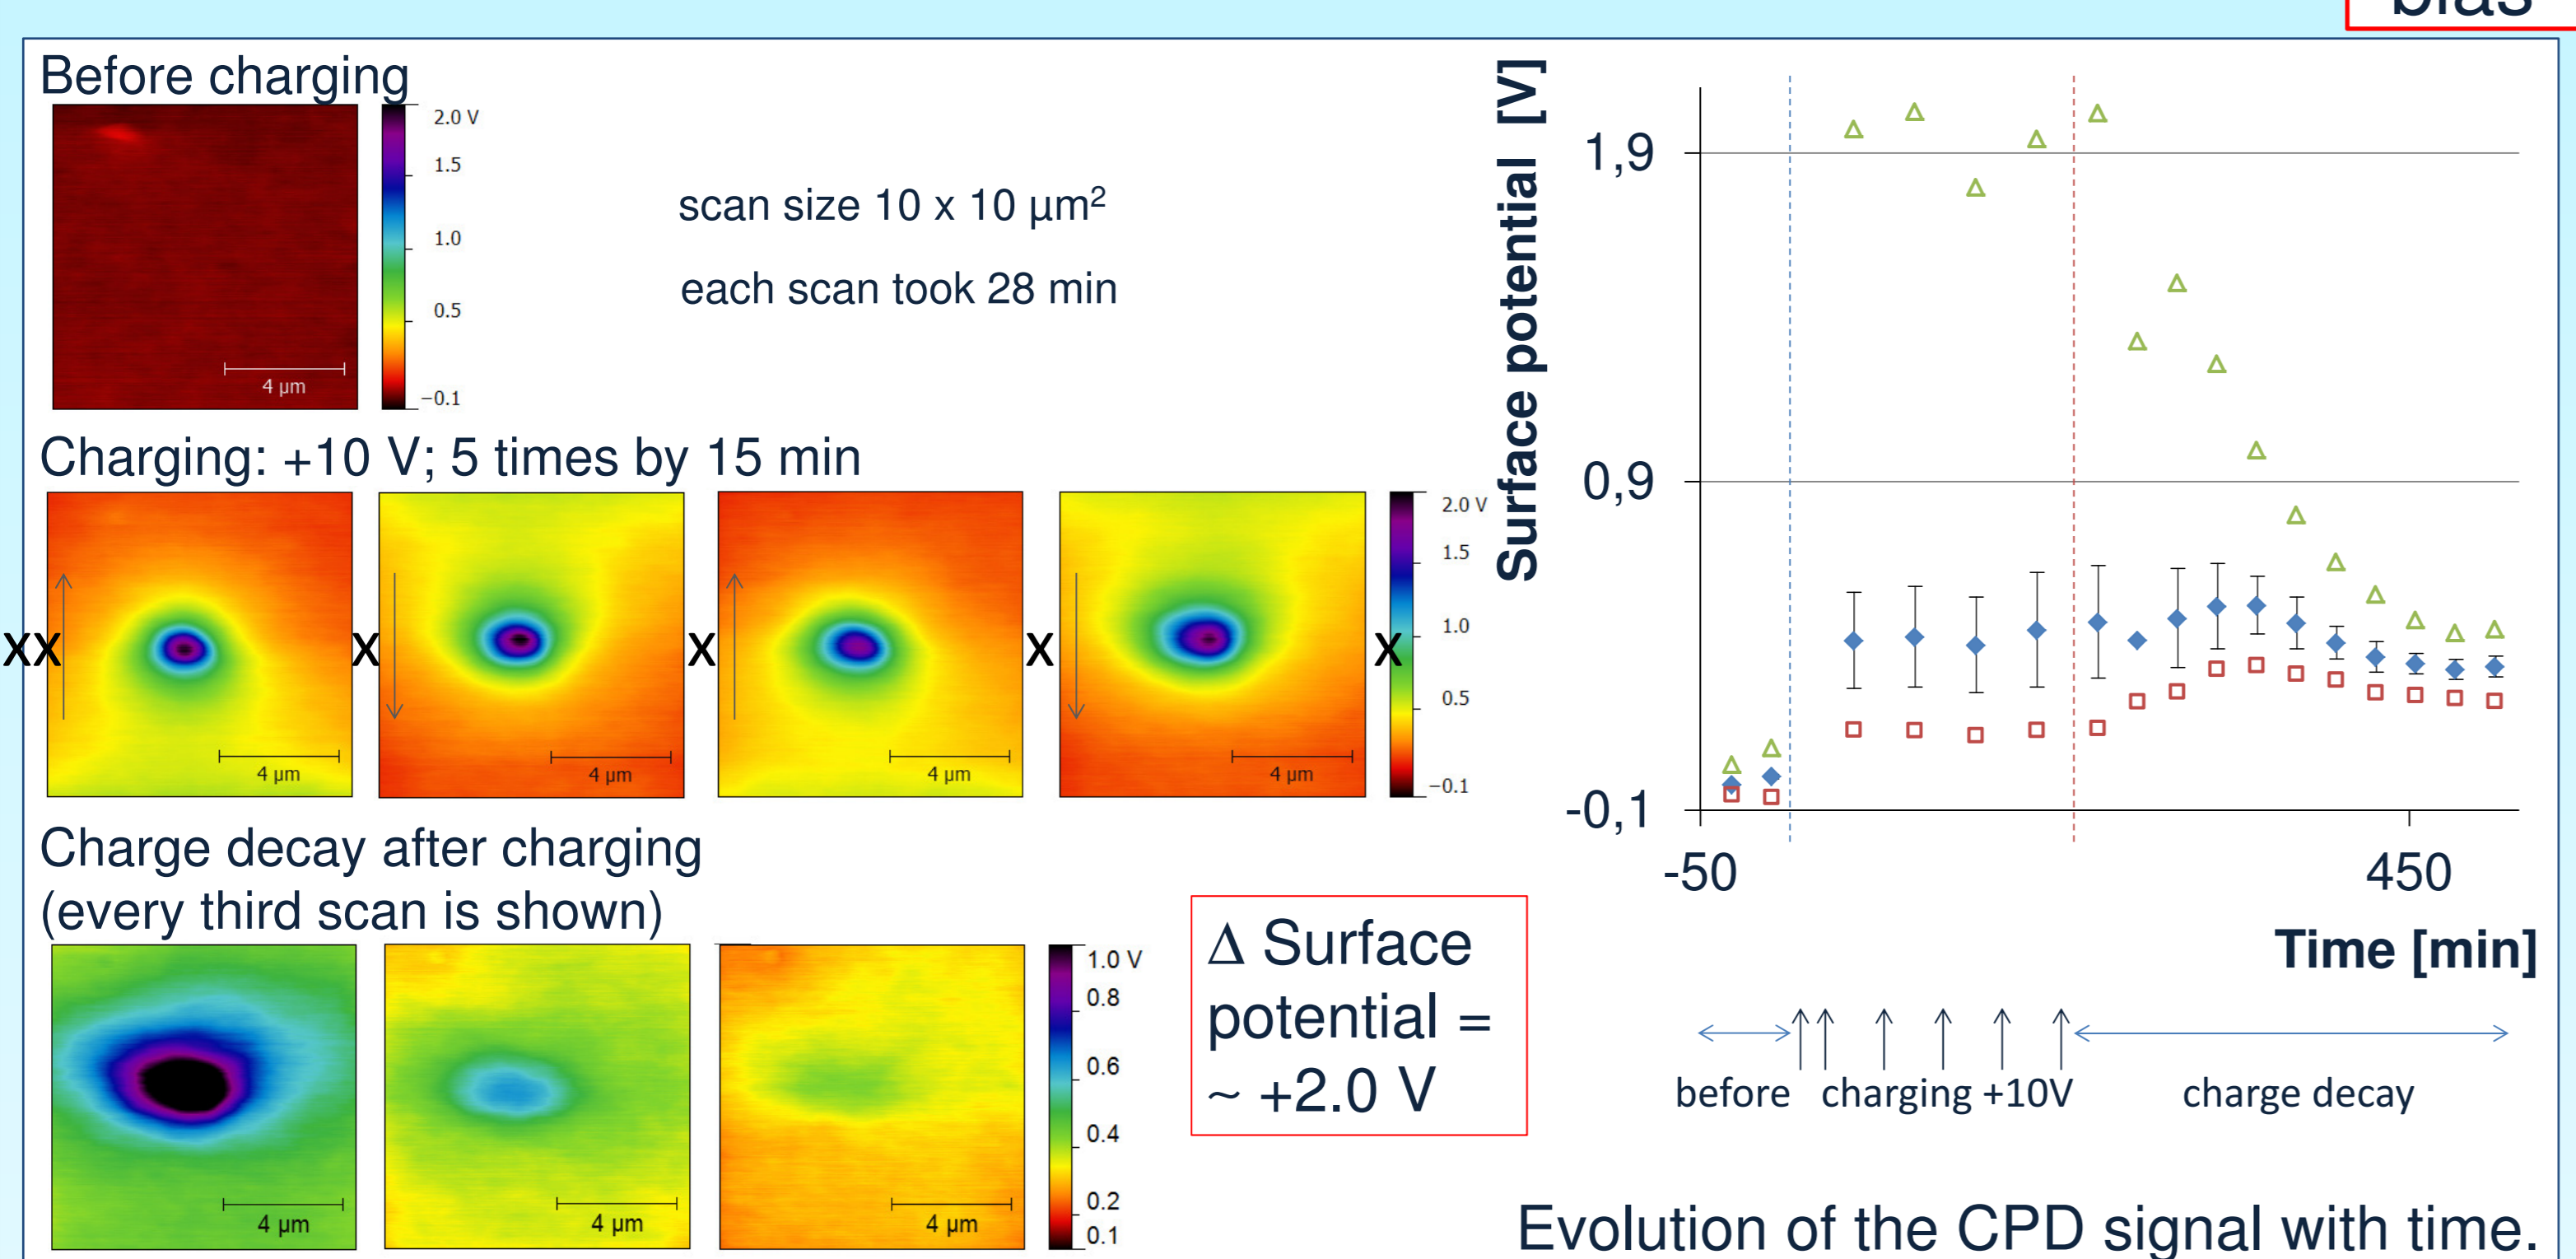 bias
Before charging
2.0 V
1.5
1.0
0.5
−0.1
4 µm
scan size 10 x 10 µm²
each scan took 28 min
Charging: +10 V; 5 times by 15 min
XX
X
X
X
X
4 µm
4 µm
4 µm
4 µm
2.0 V
1.5
1.0
0.5
−0.1
Charge decay after charging
(every third scan is shown)
4 µm
4 µm
4 µm
1.0 V
0.8
0.6
0.4
0.2
0.1
Δ Surface
potential =
~ +2.0 V
Surface potential [V]
1,9
0,9
-0,1
-50
450
Time [min]
before
charging +10V
charge decay
Evolution of the CPD signal with time.